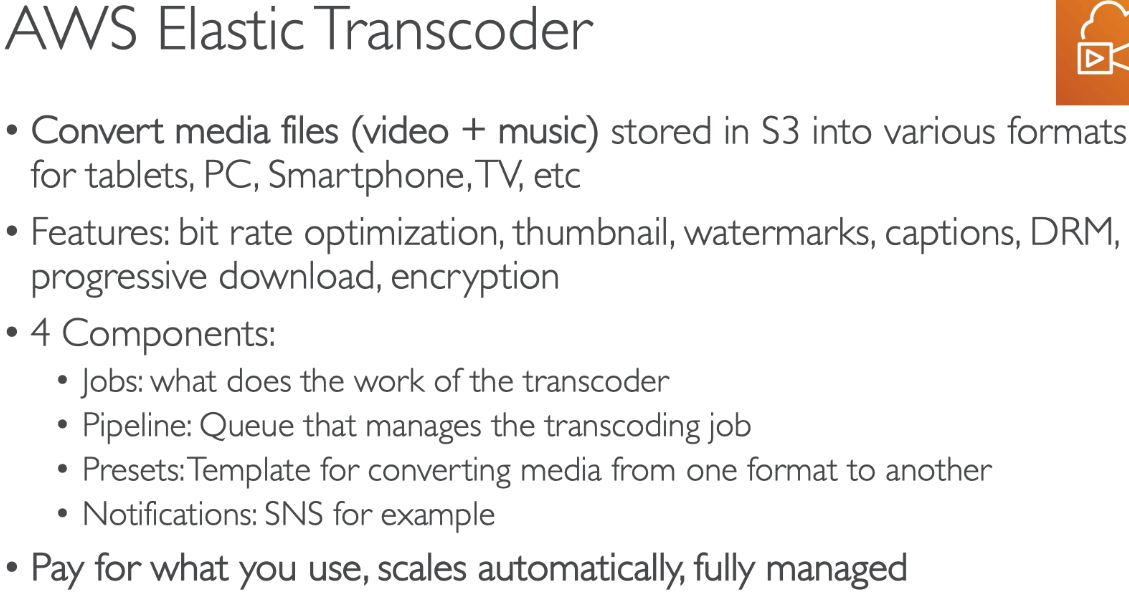 AWS Elastic Transcoder
• Convert media files (video + music) stored in S3 into various formats
for tablets, PC, Smartphone, TV, etc
• Features: bit rate optimization, thumbnail, watermarks, captions, DRM,
progressive download, encryption
• 4 Components:
• Jobs: what does the work of the transcoder
• Pipeline: Queue that manages the transcoding job
• Presets: Template for converting media from one format to another
• Notifications: SNS for example
• Pay for what you use, scales automatically, fully managed